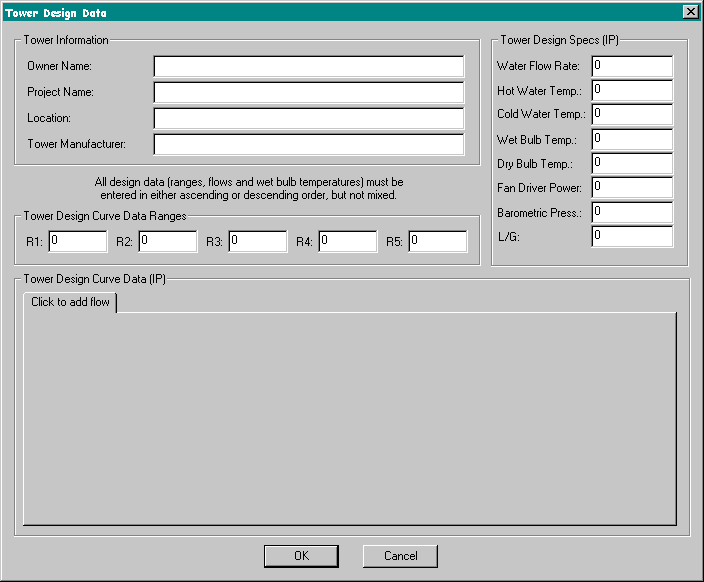 Tower Design Data
Tower Information
Owner Name:
Project Name:
Location:
Tower Manufacturer:
All design data (ranges, flows and wet bulb temperatures) must be
entered in either ascending or descending order, but not mixed.
Tower Design Curve Data Ranges
R1: 0 R2: 0 R3: 0 R4: 0 R5: 0
Tower Design Specs (IP)
Water Flow Rate: 0
Hot Water Temp.: 0
Cold Water Temp.: 0
Wet Bulb Temp.: 0
Dry Bulb Temp.: 0
Fan Driver Power: 0
Barometric Press.: 0
L/G: 0
Tower Design Curve Data (IP)
Click to add flow
OK Cancel